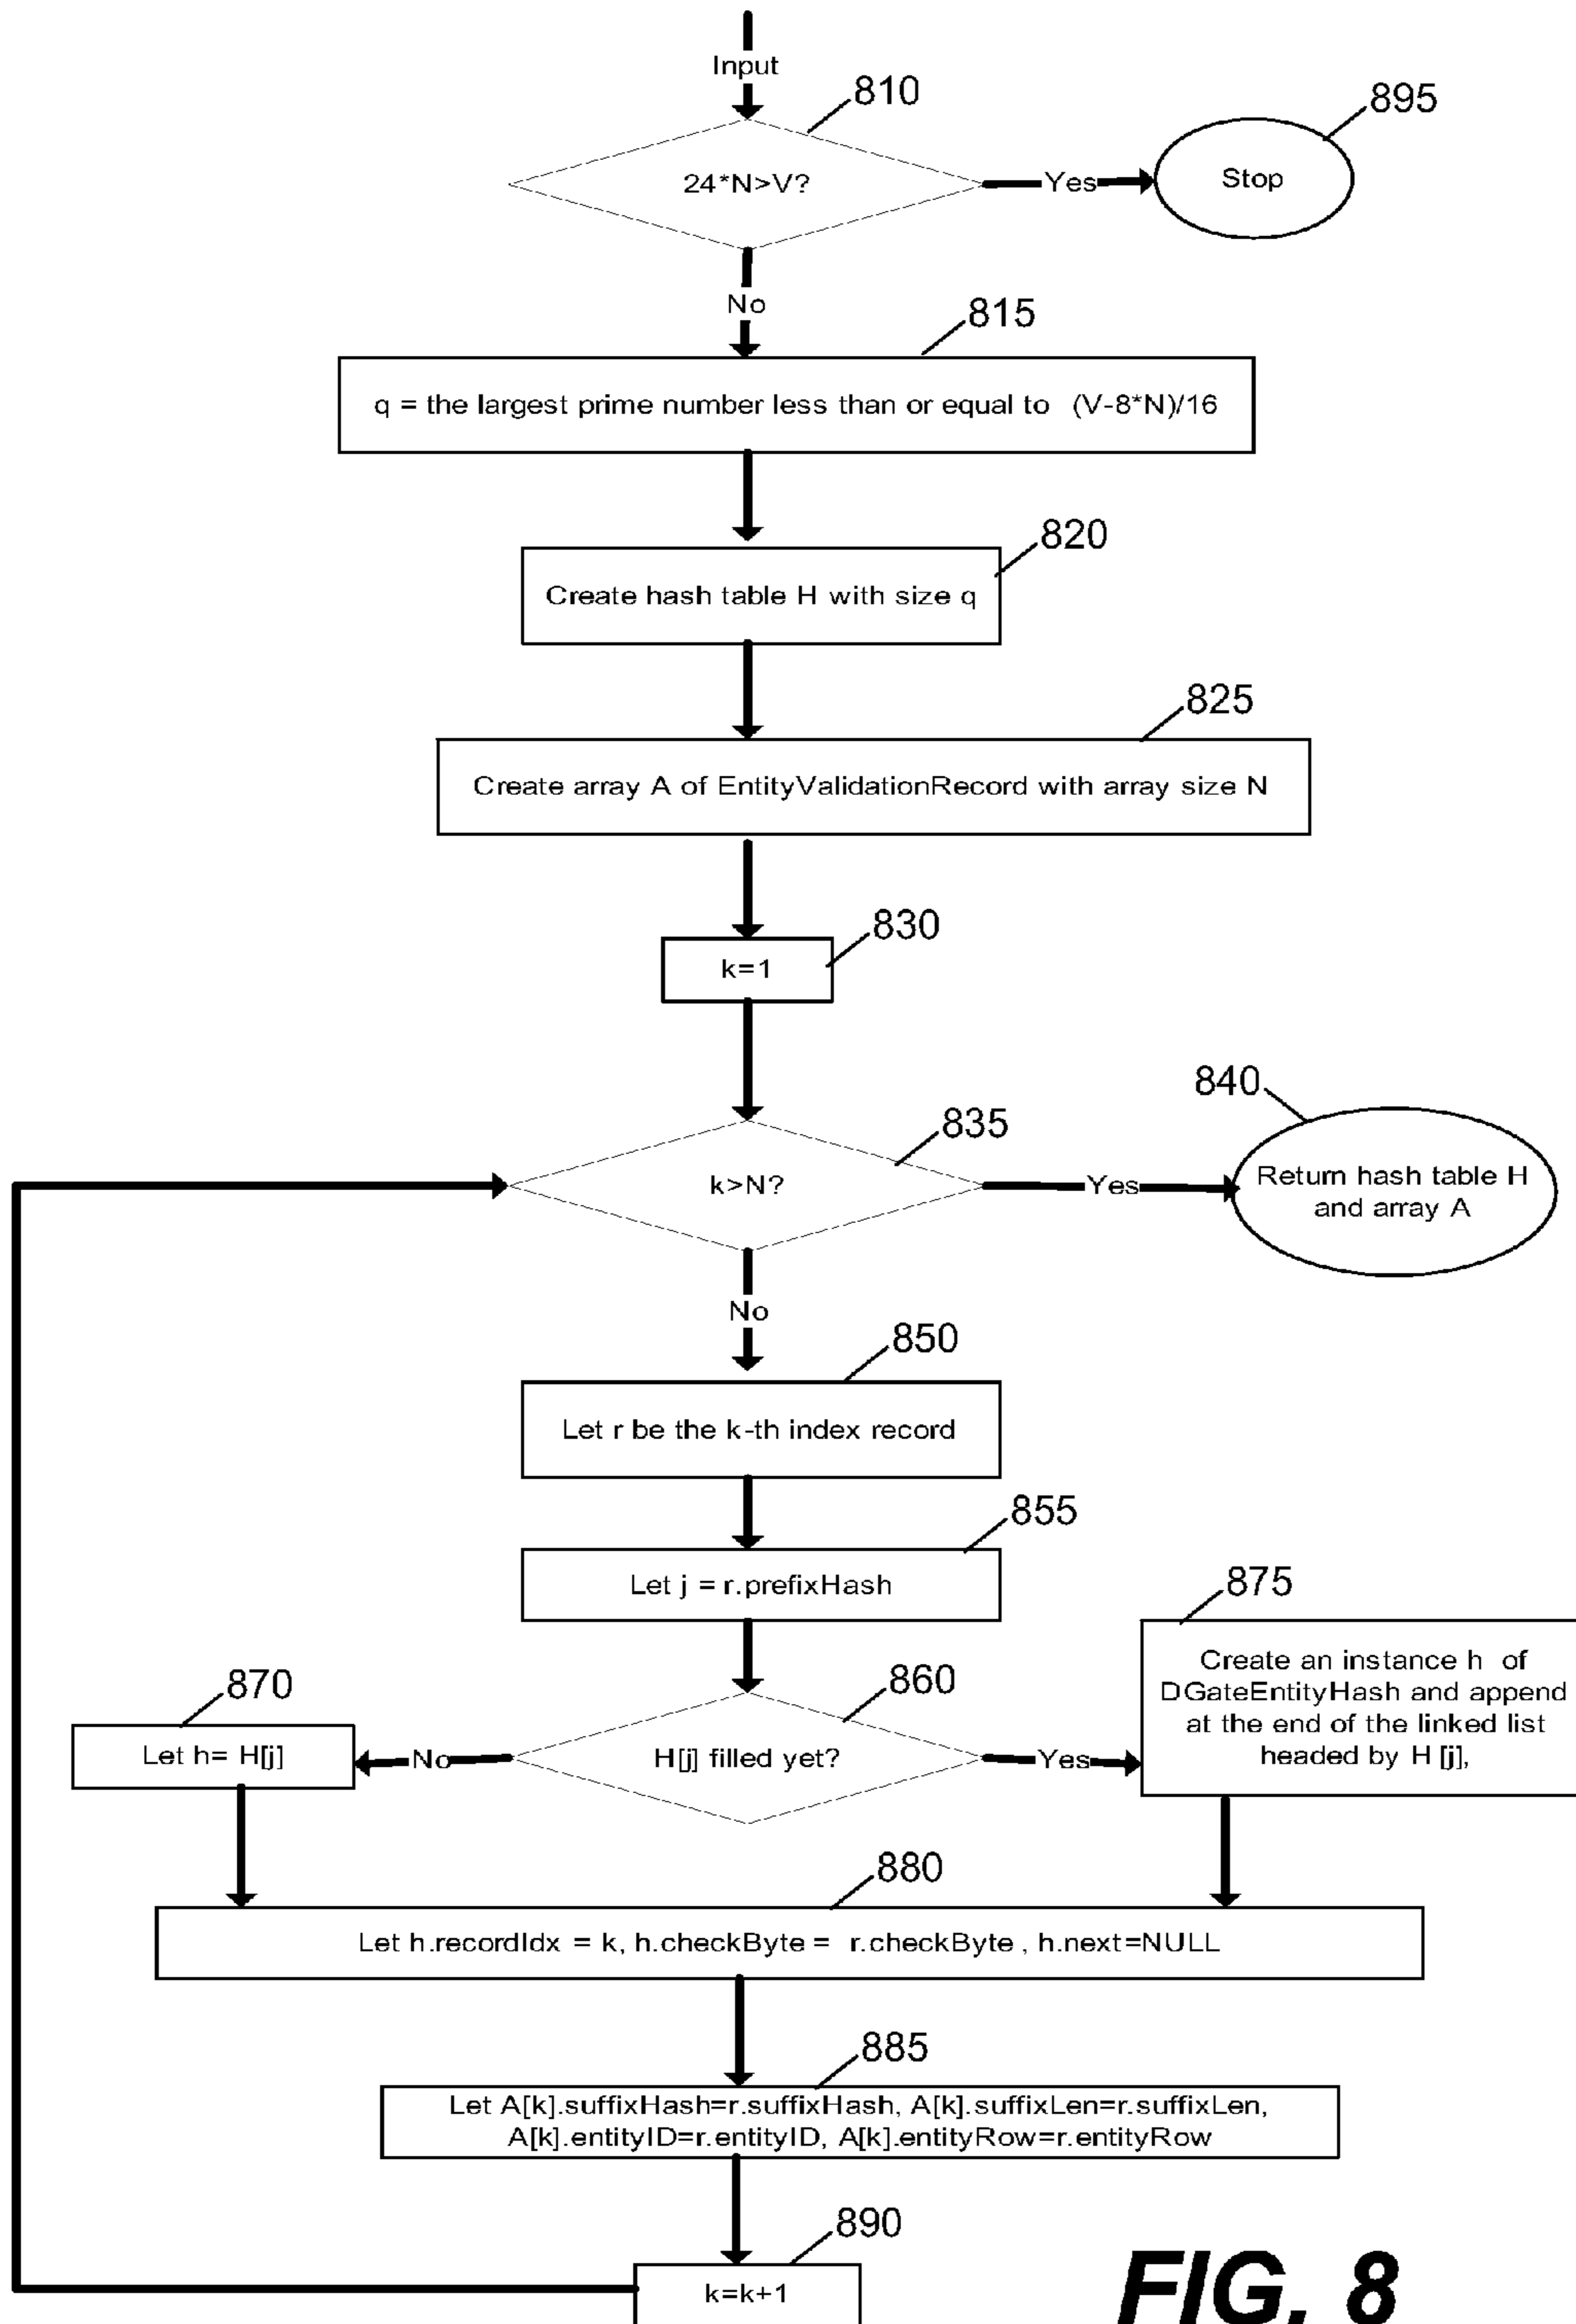 Input
810
895
24*N>V?
Yes
Stop
No
815
q = the largest prime number less than or equal to (V-8*N)/16
820
Create hash table H with size q
825
Create array A of EntityValidationRecord with array size N
830
k=1
840
835
k>N?
Yes
Return hash table H
and array A
No
850
Let r be the k-th index record
855
Let j = r.prefixHash
875
Create an instance h of
DGateEntityHash and append
at the end of the linked list
headed by H [j],
870
860
Let h= H[j]
No
H[j] filled yet?
Yes
880
Let h.recordIdx = k, h.checkByte = r.checkByte , h.next=NULL
885
Let A[k].suffixHash=r.suffixHash, A[k].suffixLen=r.suffixLen,
A[k].entityID=r.entityID, A[k].entityRow=r.entityRow
890
k=k+1
FIG. 8